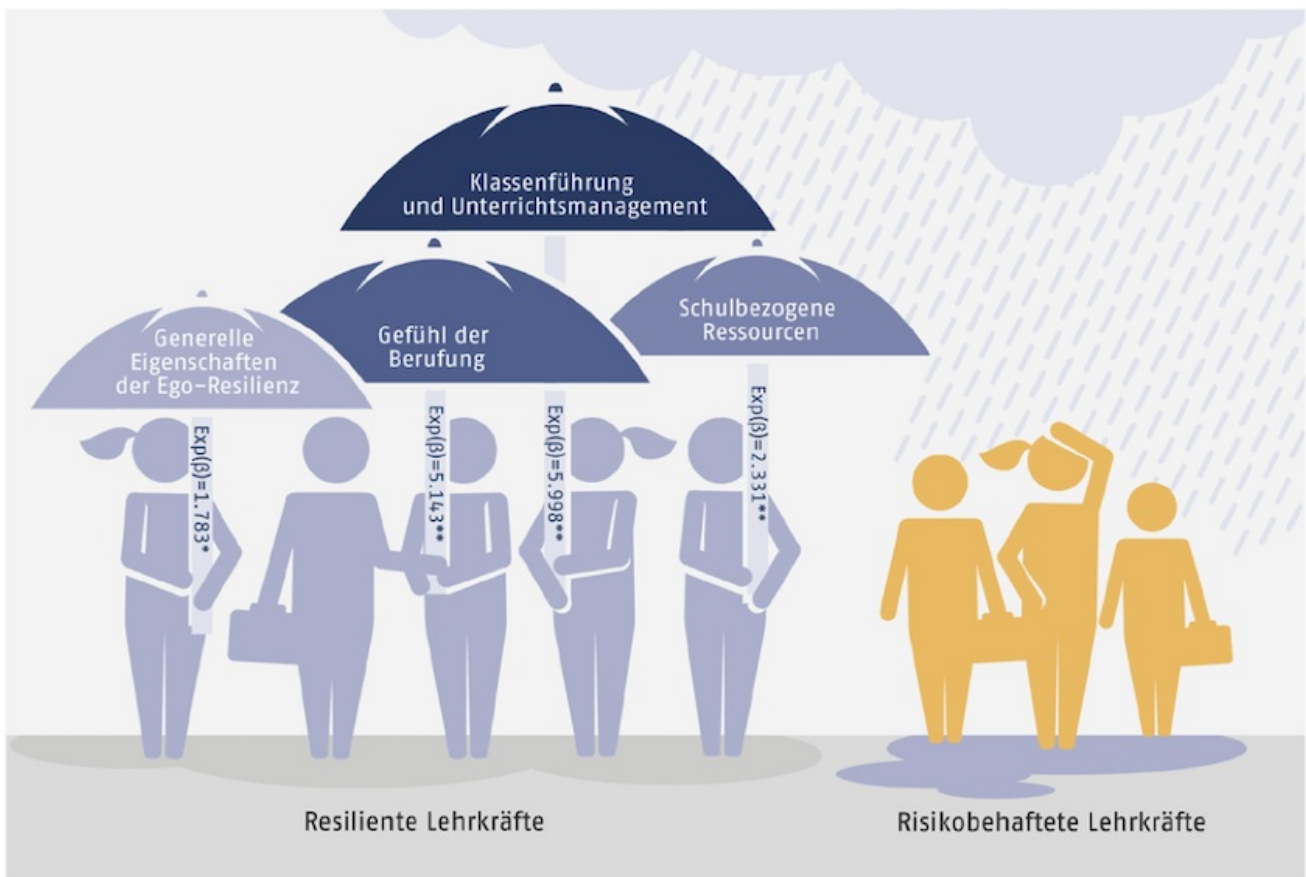 Klassenführung
und Unterrichtsmanagement
Generelle
Eigenschaften
der Ego-Resilienz
Gefühl der
Berufung
Schulbezogene
Ressourcen
Exp(β)=1.783*
Exp(β)=5.143**
Exp(β)=5.998**
Exp(β)=2.331**
Resiliente Lehrkräfte
Risikobehaftete Lehrkräfte